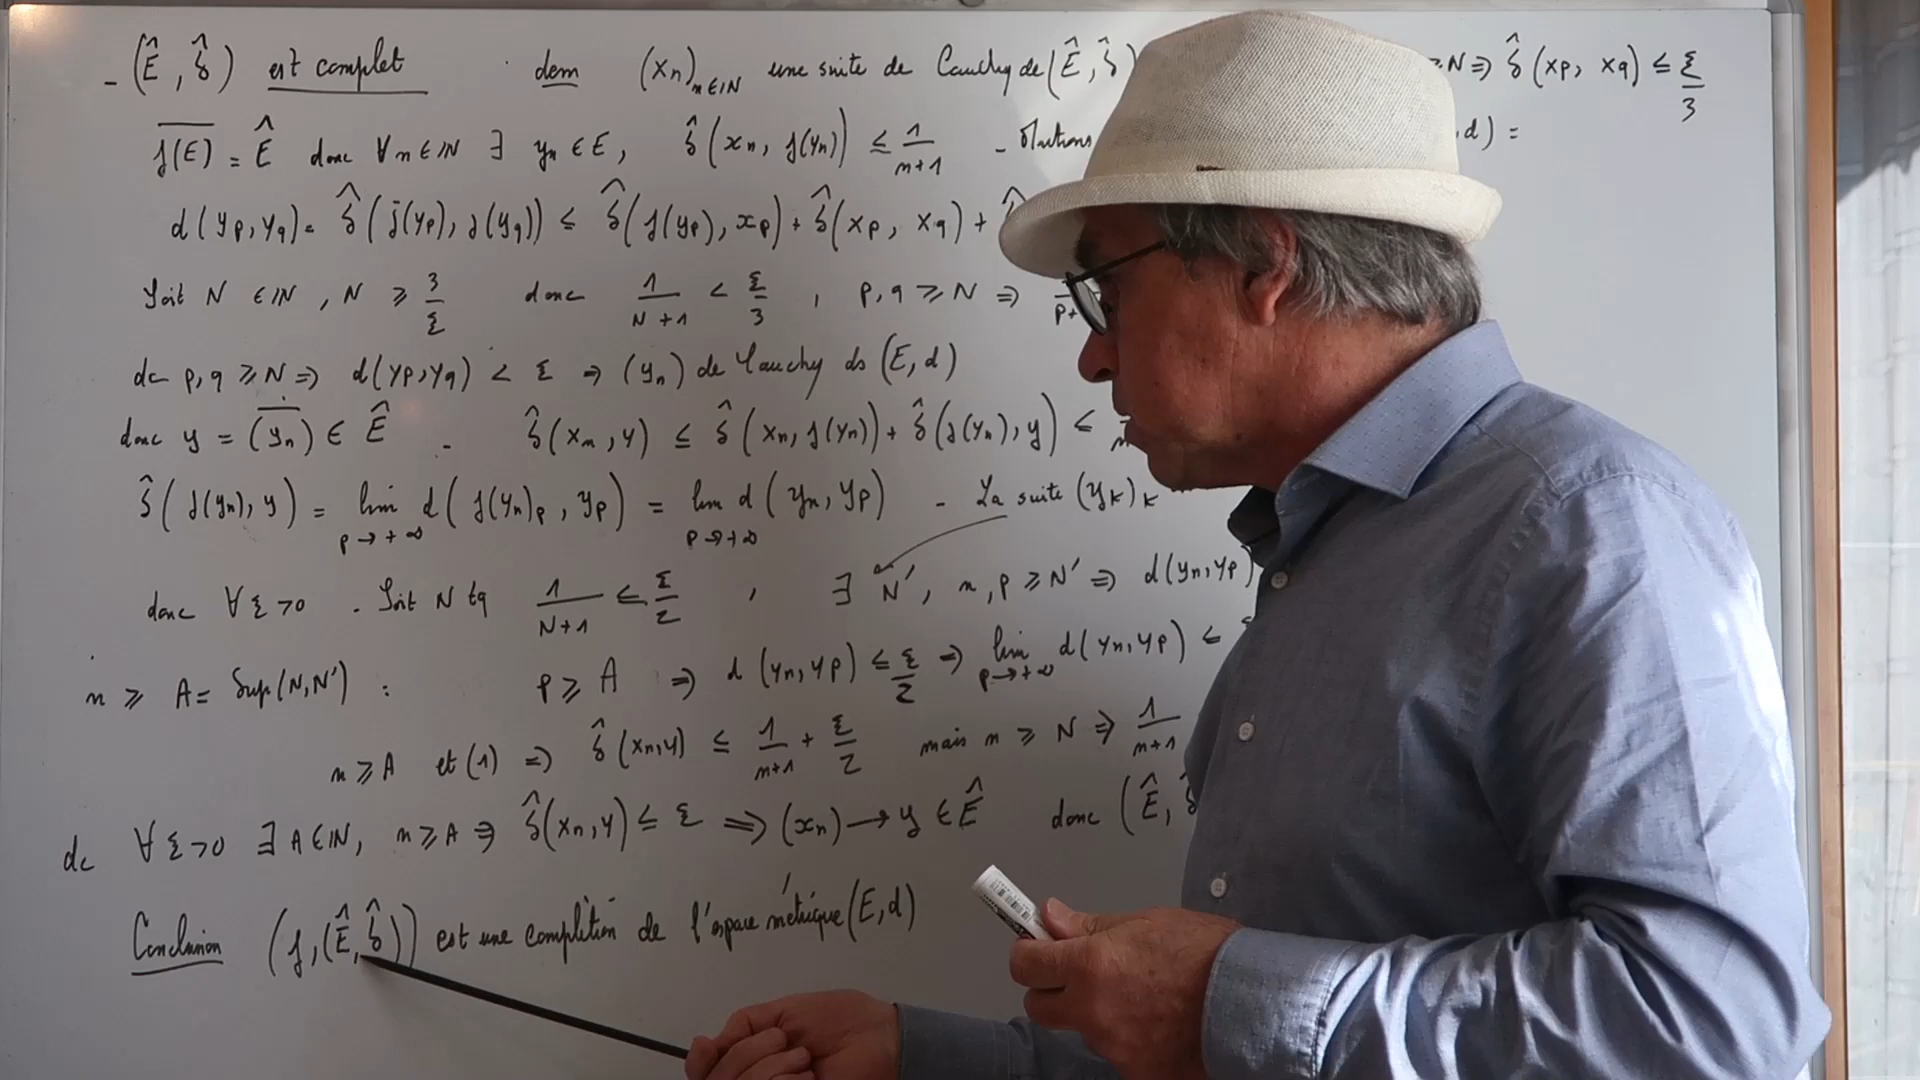 - (Ê, δ̂) est complet · dem (xn)n∈ℕ une suite de Cauchy de (Ê, δ̂) ≥N ⇒ δ̂(xp, xq) ≤ ε/3
j(E)‾ = Ê donc ∀n∈ℕ ∃ yn ∈ E, δ̂(xn, j(yn)) ≤ 1/(n+1) - Montrons ,d) =
d(yp, yq) = δ̂(j(yp), j(yq)) ≤ δ̂(j(yp), xp) + δ̂(xp, xq) +
Soit N ∈ ℕ, N ≥ 3/ε donc 1/(N+1) < ε/3, p, q ≥ N ⇒
dc p, q ≥ N ⇒ d(yp, yq) < ε ⇒ (yn) de Cauchy ds (E, d)
donc y = (yn)‾ ∈ Ê - δ̂(xn, y) ≤ δ̂(xn, j(yn)) + δ̂(j(yn), y) ≤
δ̂(j(yn), y) = lim p→+∞ d(j(yn)p, yp) = lim p→+∞ d(yn, yp) - La suite (yk)k
donc ∀ε>0 - Soit N tq 1/(N+1) ≤ ε/2, ∃ N', n, p ≥ N' ⇒ d(yn, yp)
n ≥ A = Sup(N, N') : p ≥ A ⇒ d(yn, yp) ≤ ε/2 ⇒ lim p→+∞ d(yn, yp) ≤
n ≥ A et (1) ⇒ δ̂(xn, y) ≤ 1/(n+1) + ε/2 mais n ≥ N ⇒ 1/(n+1)
dc ∀ε>0 ∃A∈ℕ, n ≥ A ⇒ δ̂(xn, y) ≤ ε ⇒ (xn) → y ∈ Ê donc (Ê, δ̂
Conclusion (j, (Ê, δ̂)) est une complétion de l'espace métrique (E, d)